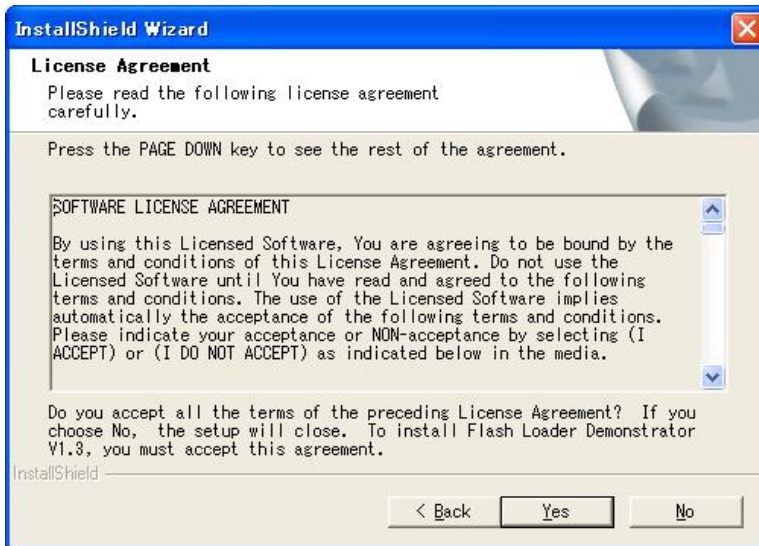 InstallShield Wizard
License Agreement
Please read the following license agreement
carefully.
Press the PAGE DOWN key to see the rest of the agreement.
SOFTWARE LICENSE AGREEMENT
By using this Licensed Software, You are agreeing to be bound by the
terms and conditions of this License Agreement. Do not use the
Licensed Software until You have read and agreed to the following
terms and conditions. The use of the Licensed Software implies
automatically the acceptance of the following terms and conditions.
Please indicate your acceptance or NON-acceptance by selecting (I
ACCEPT) or (I DO NOT ACCEPT) as indicated below in the media.
Do you accept all the terms of the preceding License Agreement?  If you
choose No,  the setup will close.  To install Flash Loader Demonstrator
V1.3, you must accept this agreement.
InstallShield
< Back
Yes
No